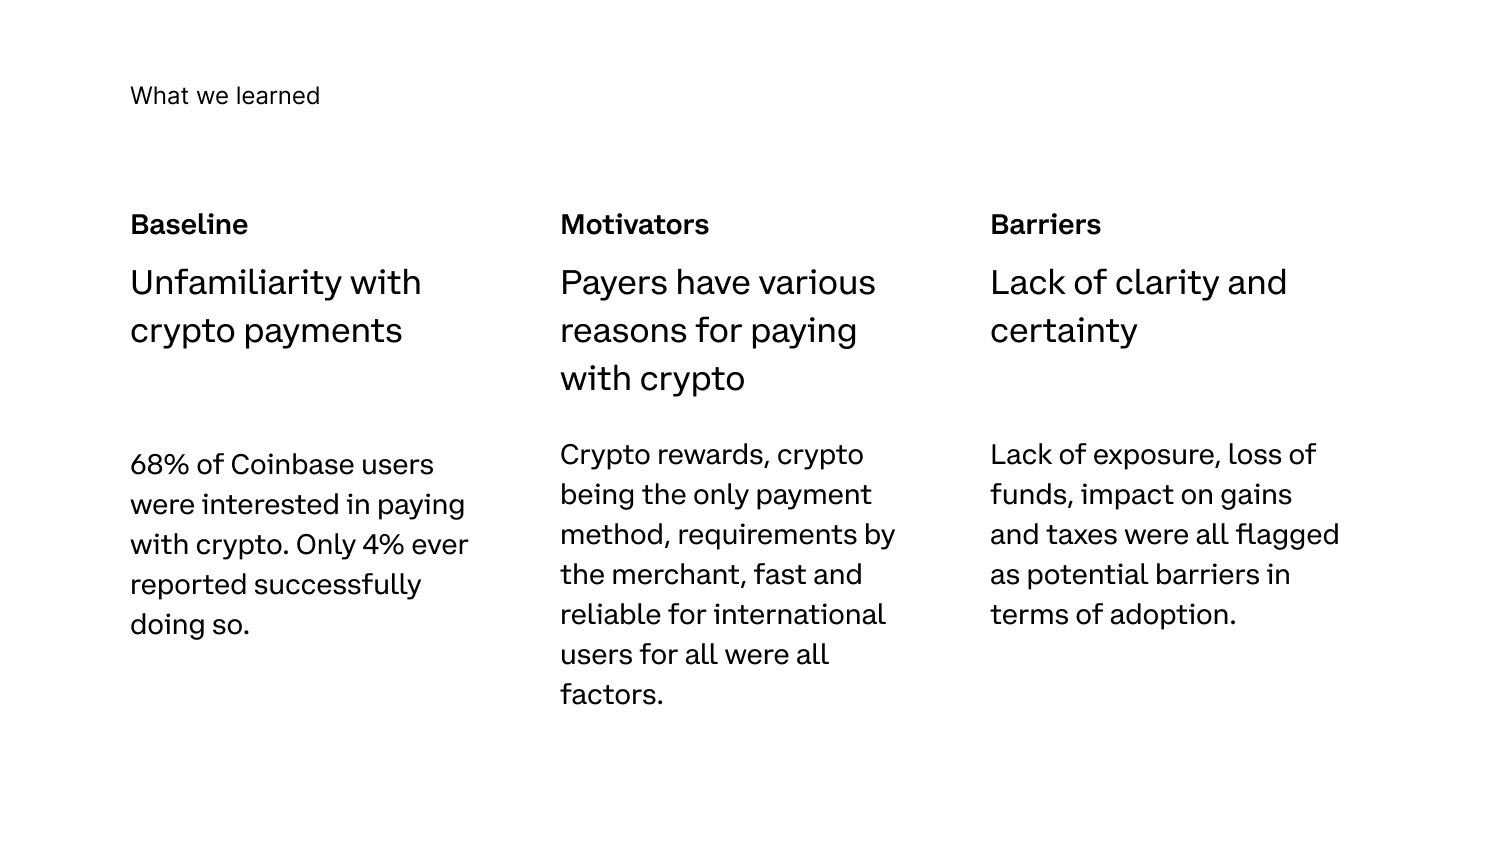 What we learned
Baseline
Unfamiliarity with
crypto payments
68% of Coinbase users
were interested in paying
with crypto. Only 4% ever
reported successfully
doing so.
Motivators
Payers have various
reasons for paying
with crypto
Crypto rewards, crypto
being the only payment
method, requirements by
the merchant, fast and
reliable for international
users for all were all
factors.
Barriers
Lack of clarity and
certainty
Lack of exposure, loss of
funds, impact on gains
and taxes were all flagged
as potential barriers in
terms of adoption.